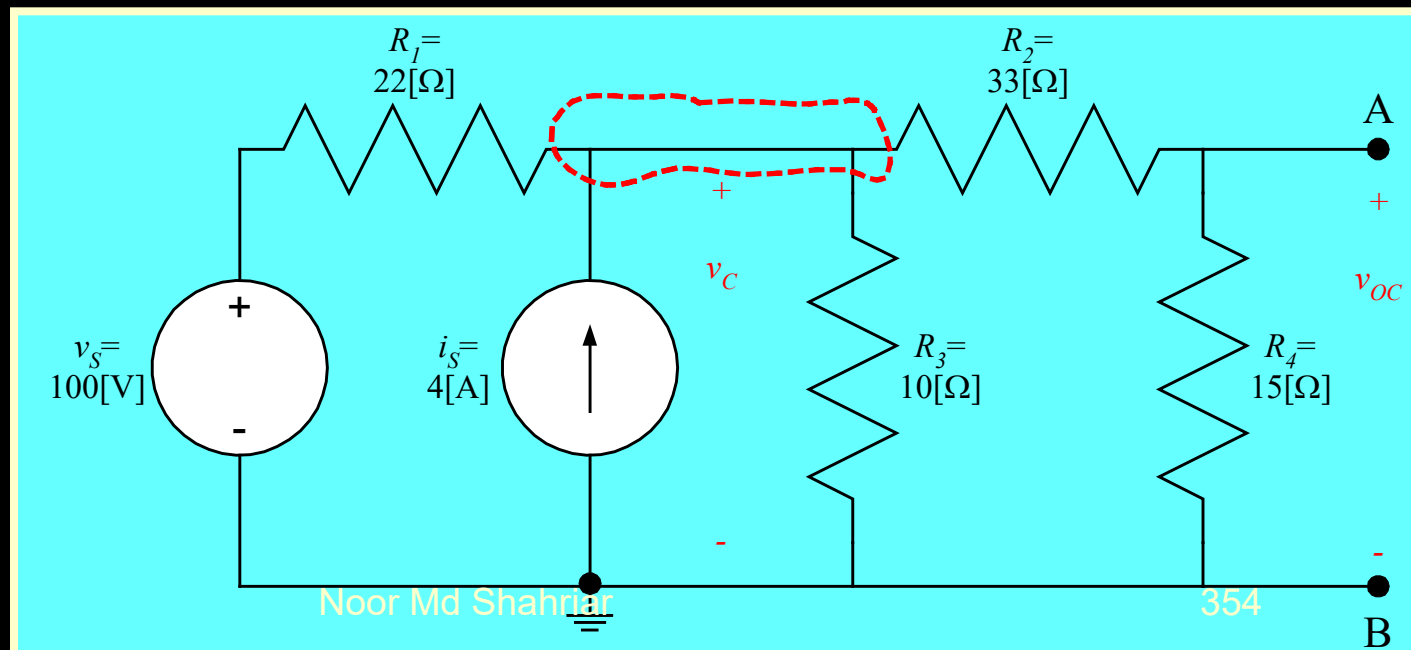 R1=
22[Ω]
R2=
33[Ω]
A
+
vC
-
+
vOC
-
+
-
vS=
100[V]
iS=
4[A]
R3=
10[Ω]
R4=
15[Ω]
Noor Md Shahriar
354
B